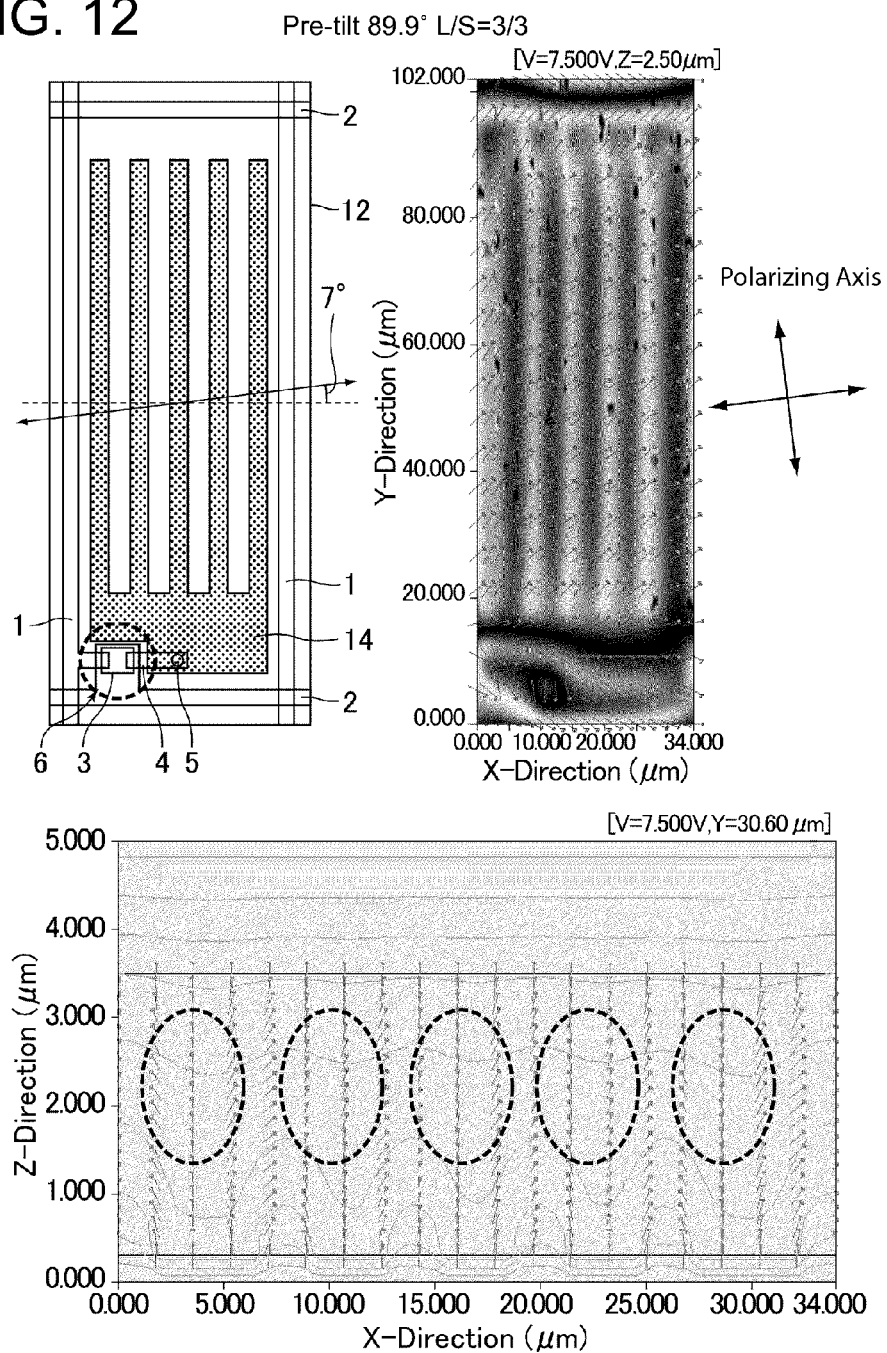 IG. 12
Pre-tilt 89.9° L/S=3/3
[V=7.500V,Z=2.50μm]
102.000
80.000
60.000
40.000
20.000
0.000
Y-Direction (μm)
0.000 10.000 20.000 34.000
X-Direction (μm)
Polarizing Axis
2
12
7°
1
1
14
2
6 3 4 5
[V=7.500V,Y=30.60 μm]
5.000
4.000
3.000
2.000
1.000
0.000
Z-Direction (μm)
0.000 5.000 10.000 15.000 20.000 25.000 30.000 34.000
X-Direction (μm)